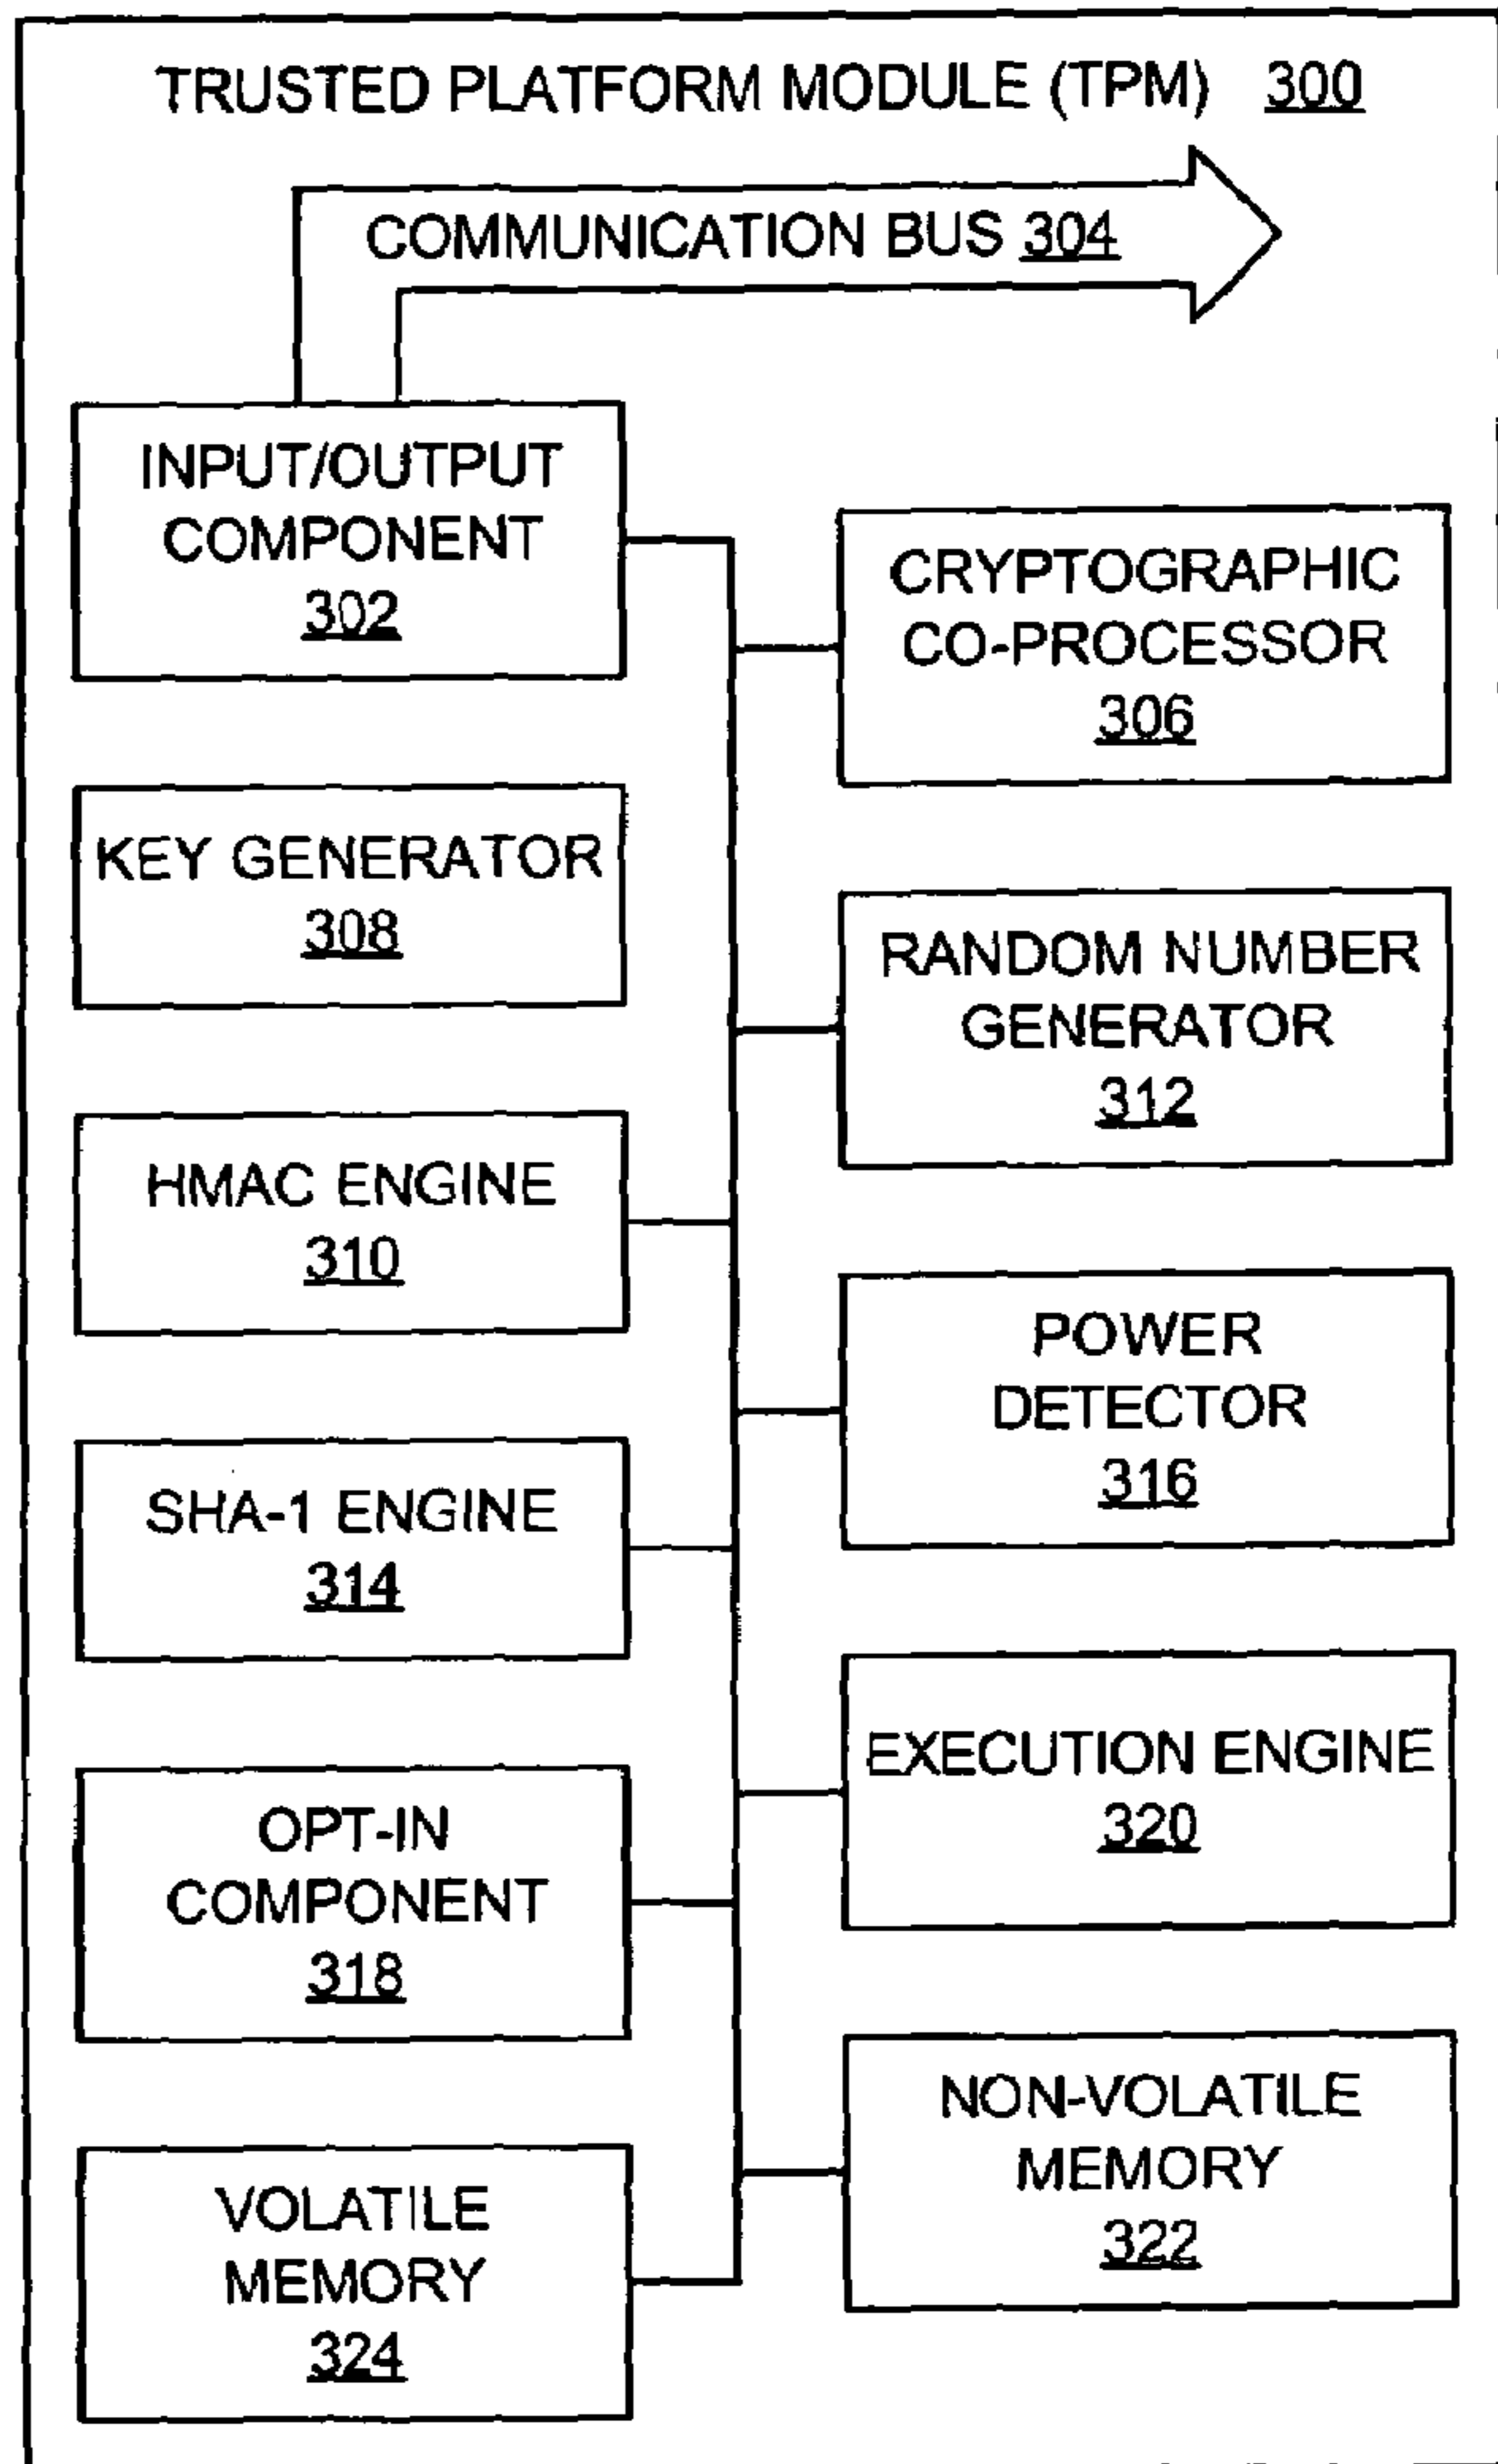 TRUSTED PLATFORM MODULE (TPM) 300
COMMUNICATION BUS 304
INPUT/OUTPUT
COMPONENT
302
CRYPTOGRAPHIC
CO-PROCESSOR
306
KEY GENERATOR
308
RANDOM NUMBER
GENERATOR
312
HMAC ENGINE
310
POWER
DETECTOR
316
SHA-1 ENGINE
314
EXECUTION ENGINE
320
OPT-IN
COMPONENT
318
NON-VOLATILE
MEMORY
322
VOLATILE
MEMORY
324